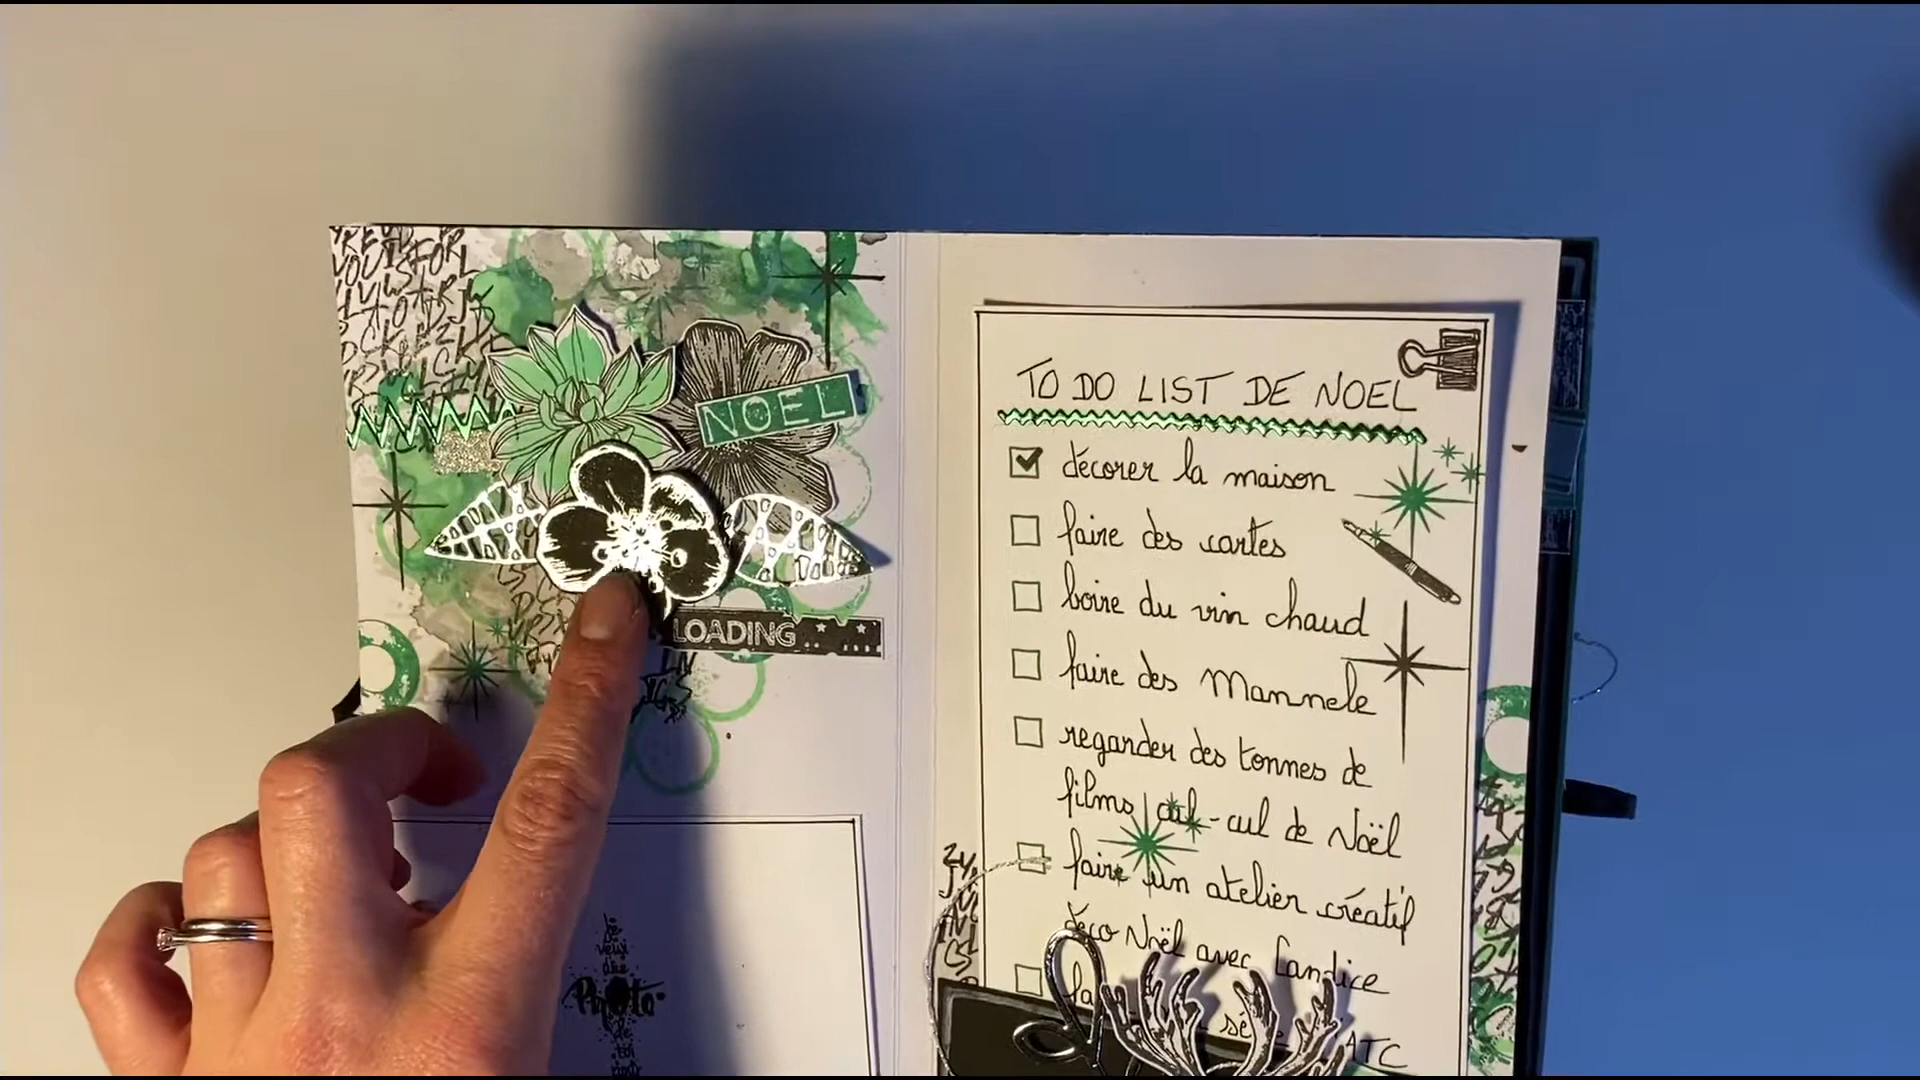 NOEL
LOADING
Photo
TO DO LIST DE NOEL
décorer la maison
faire des cartes
boire du vin chaud
faire des Mannele
regarder des tonnes de
films cul-cul de Noël
faire un atelier créatif
déco Noël avec Candice
ATC